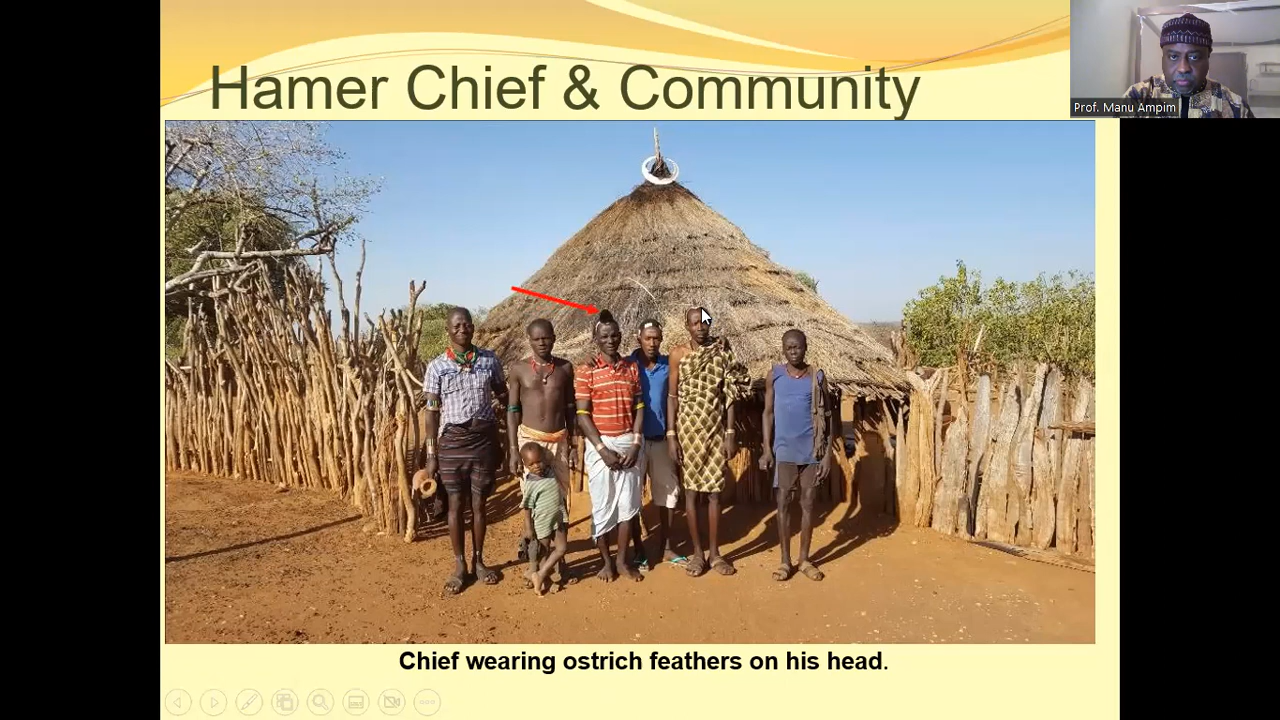 Hamer Chief & Community
Prof. Manu Ampim
Chief wearing ostrich feathers on his head.